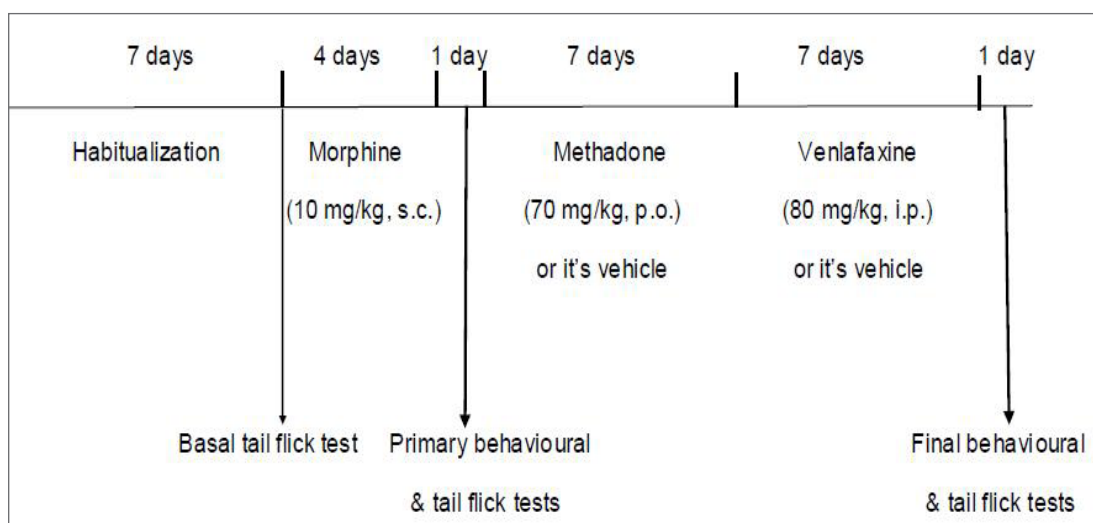 7 days 4 days 1 day 7 days 7 days 1 day
Habitualization Morphine Methadone Venlafaxine
(10 mg/kg, s.c.) (70 mg/kg, p.o.) (80 mg/kg, i.p.)
or it's vehicle or it's vehicle
Basal tail flick test Primary behavioural Final behavioural
& tail flick tests & tail flick tests